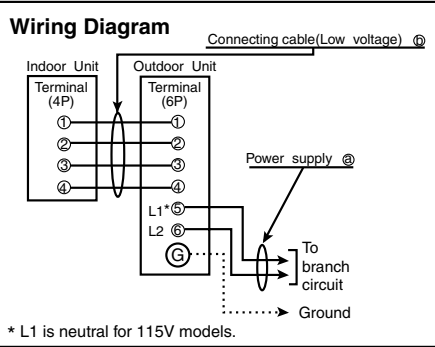 Wiring Diagram
Connecting cable(Low voltage) ⓑ
Indoor Unit
Outdoor Unit
Terminal
(4P)
Terminal
(6P)
① ①
② ②
③ ③
④ ④
L1*⑤
L2 ⑥
Ⓖ
Power supply ⓐ
To
branch
circuit
Ground
* L1 is neutral for 115V models.